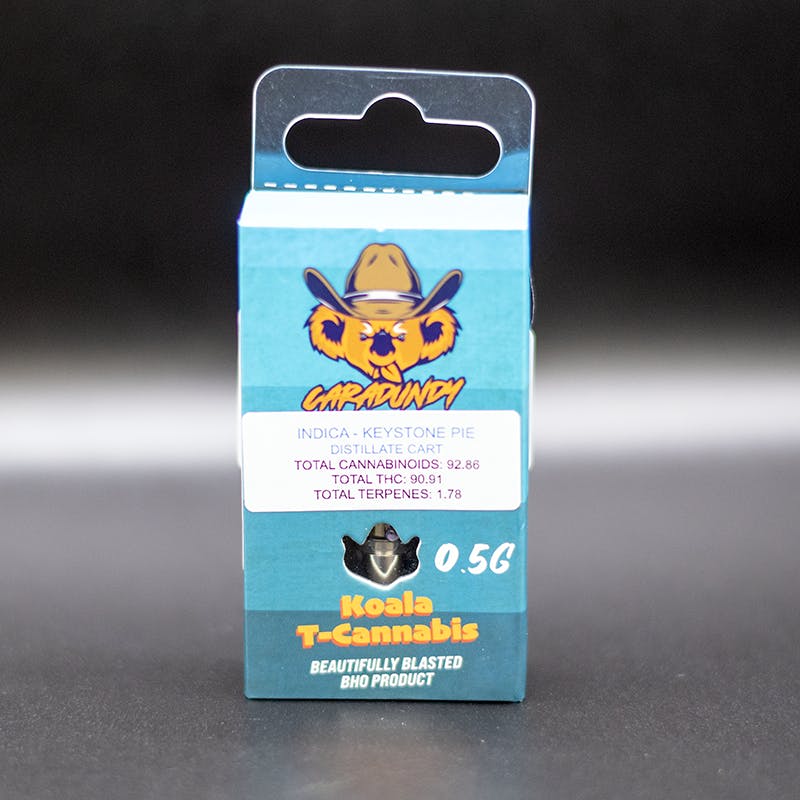 CARADUNDY
INDICA - KEYSTONE PIE
DISTILLATE CART
TOTAL CANNABINOIDS: 92.86
TOTAL THC: 90.91
TOTAL TERPENES: 1.78
0.5G
Koala
T-Cannabis
BEAUTIFULLY BLASTED
BHO PRODUCT